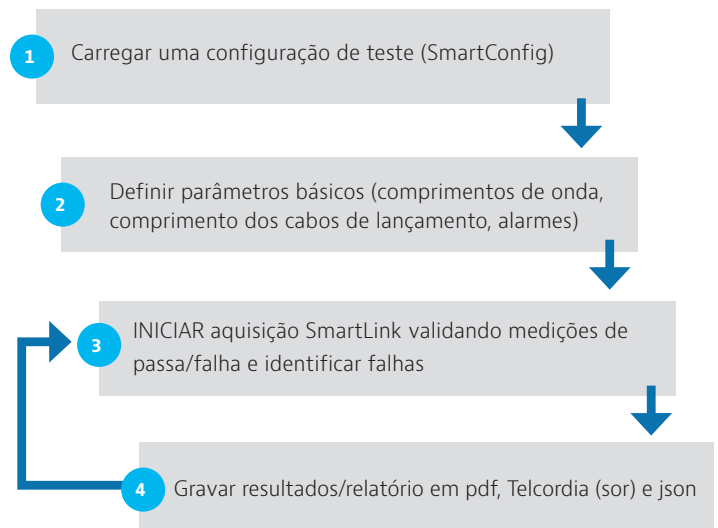 1 Carregar uma configuração de teste (SmartConfig)
2 Definir parâmetros básicos (comprimentos de onda,
comprimento dos cabos de lançamento, alarmes)
3 INICIAR aquisição SmartLink validando medições de
passa/falha e identificar falhas
4 Gravar resultados/relatório em pdf, Telcordia (sor) e json